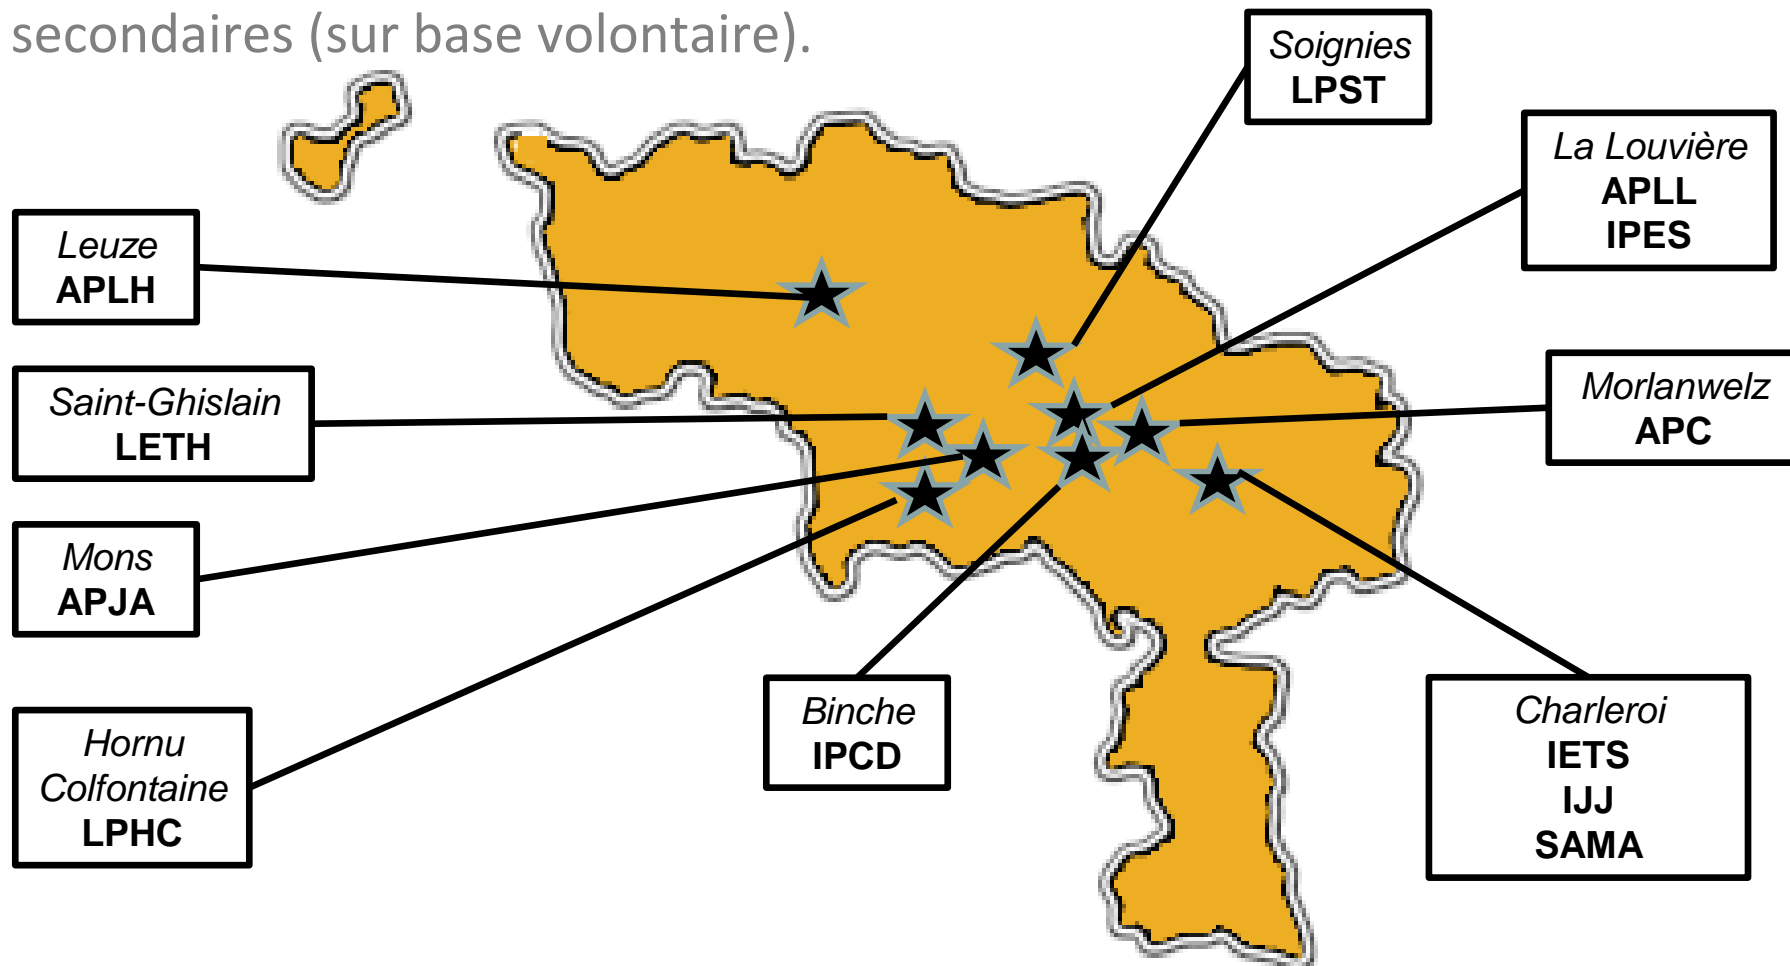 secondaires (sur base volontaire).
Soignies
LPST
La Louvière
APLL
IPES
Leuze
APLH
Saint-Ghislain
LETH
Morlanwelz
APC
Mons
APJA
Hornu
Colfontaine
LPHC
Binche
IPCD
Charleroi
IETS
IJJ
SAMA